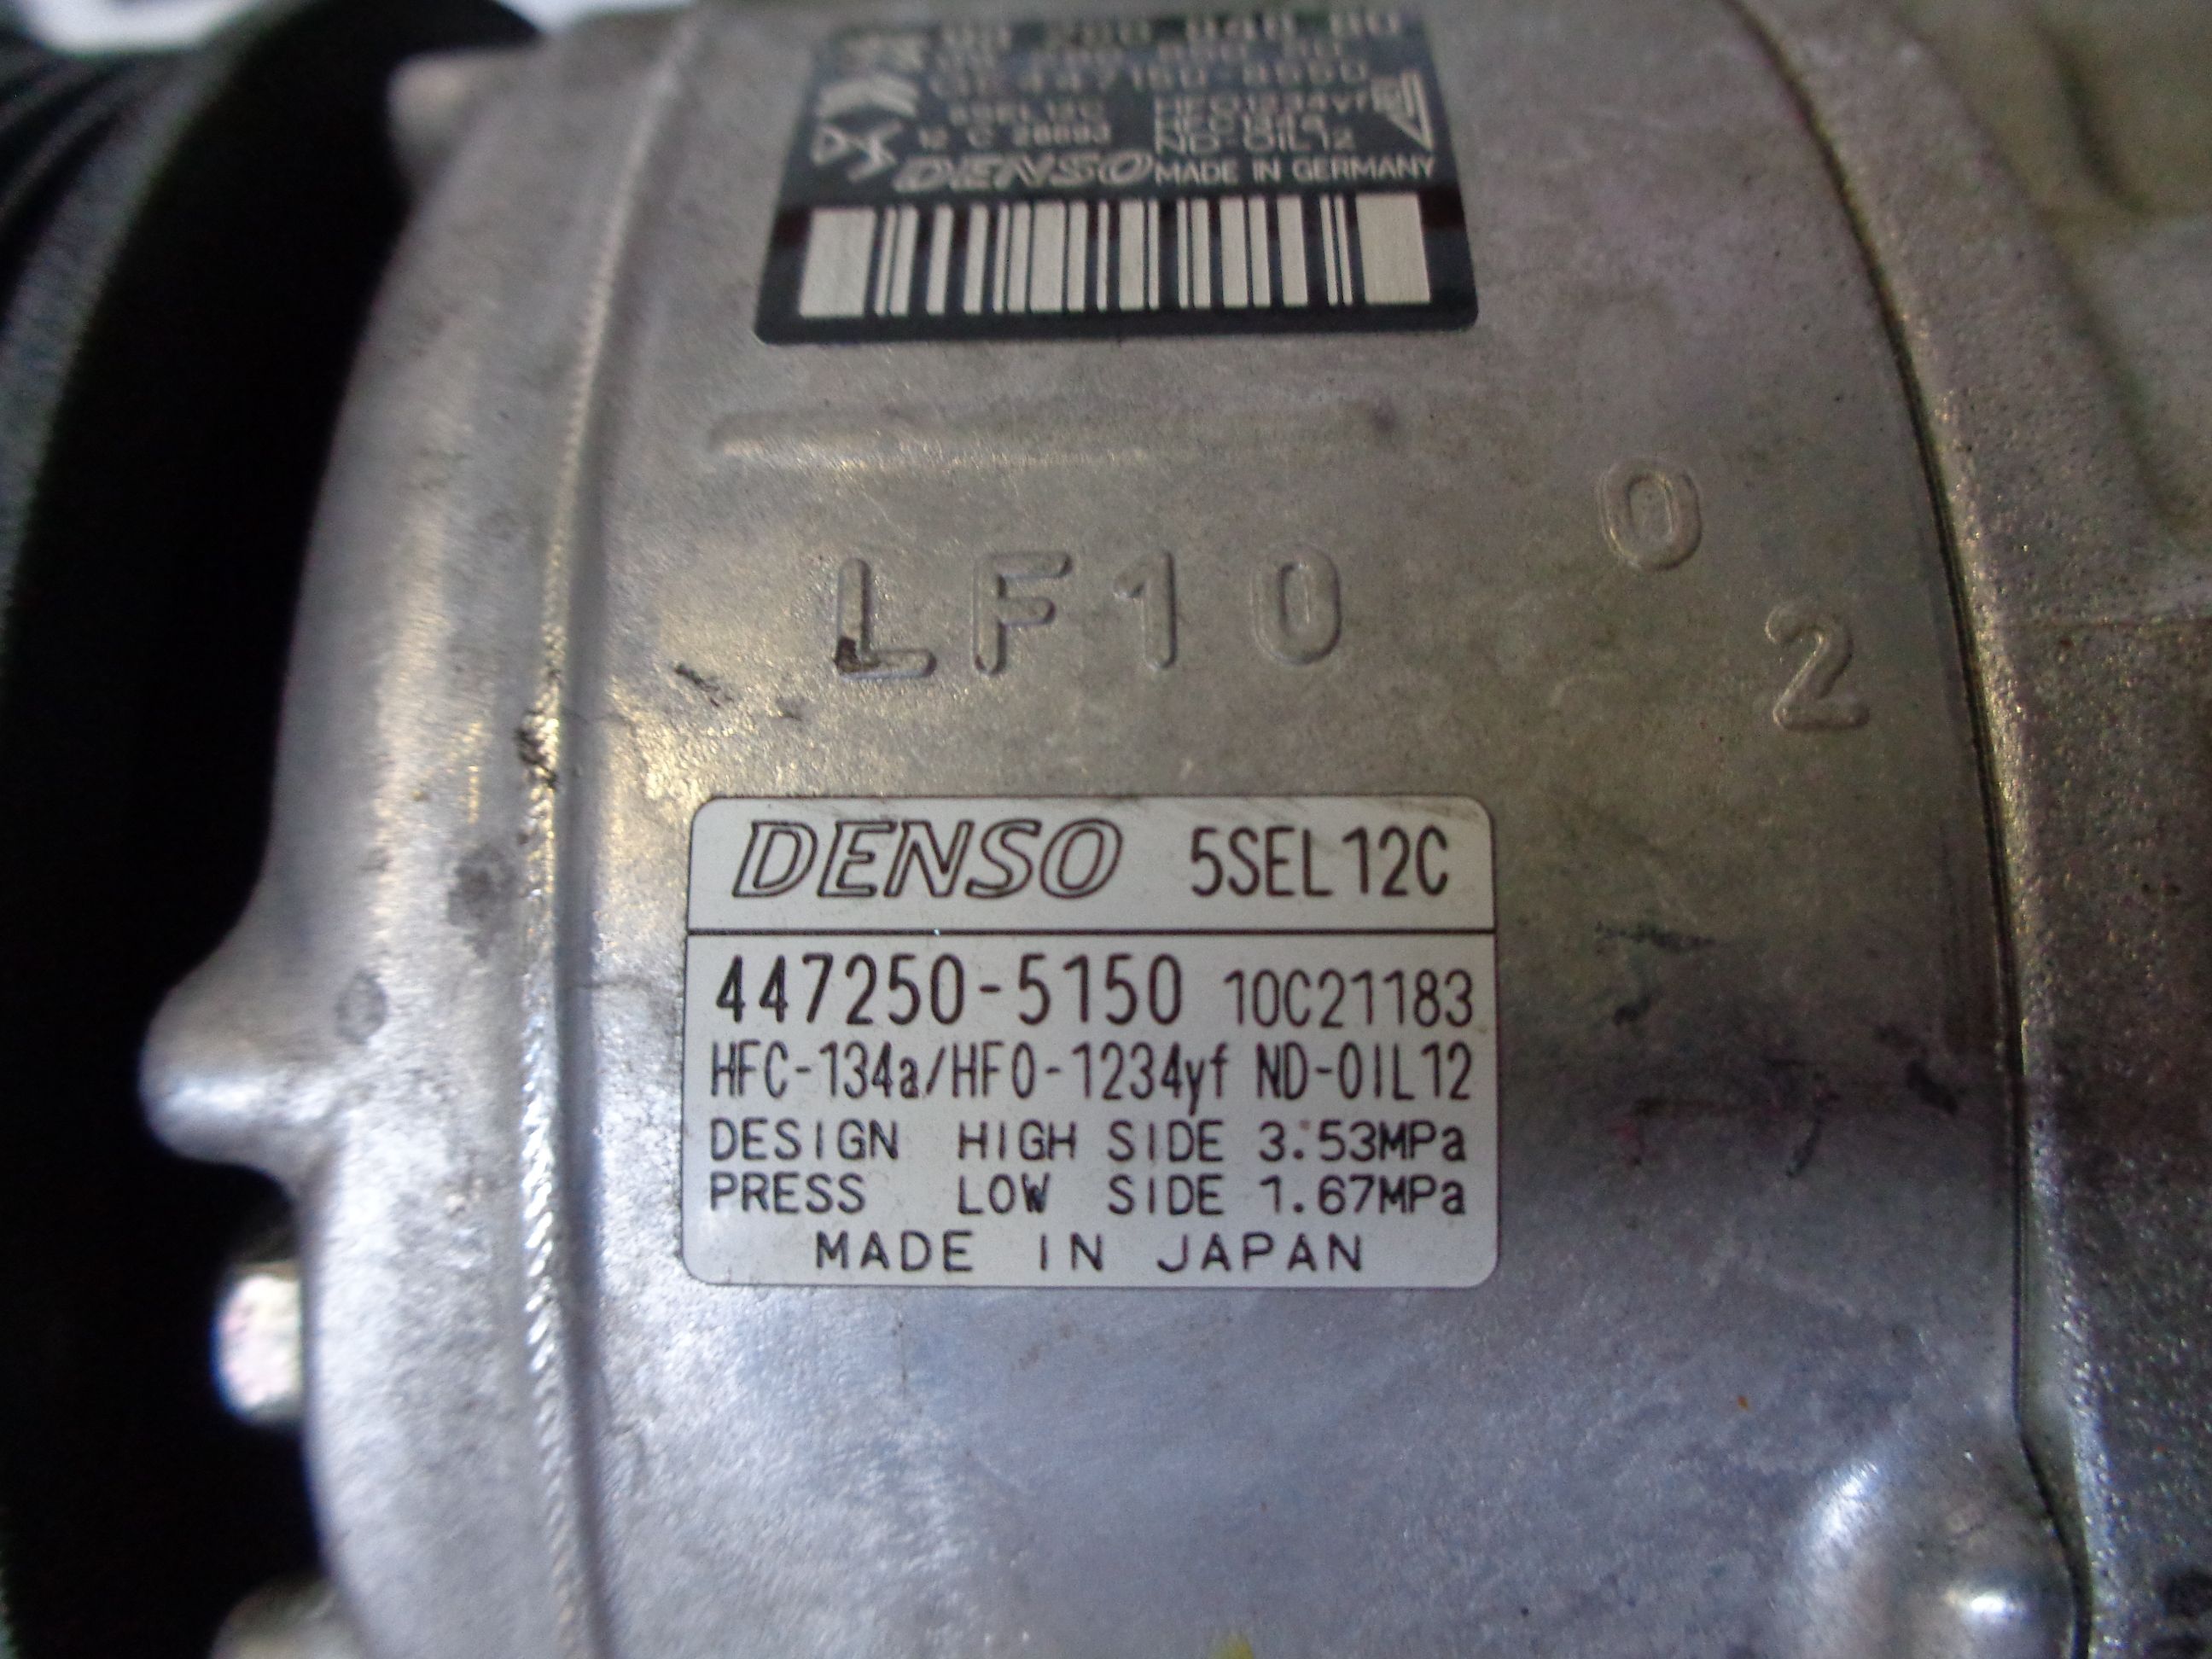 5SEL12C HFO1234yf
ND-OIL12
DENSO MADE IN GERMANY
LF10
0
2
DENSO 5SEL12C
447250-5150 10C21183
HFC-134a/HFO-1234yf ND-OIL12
DESIGN HIGH SIDE 3.53MPa
PRESS LOW SIDE 1.67MPa
MADE IN JAPAN